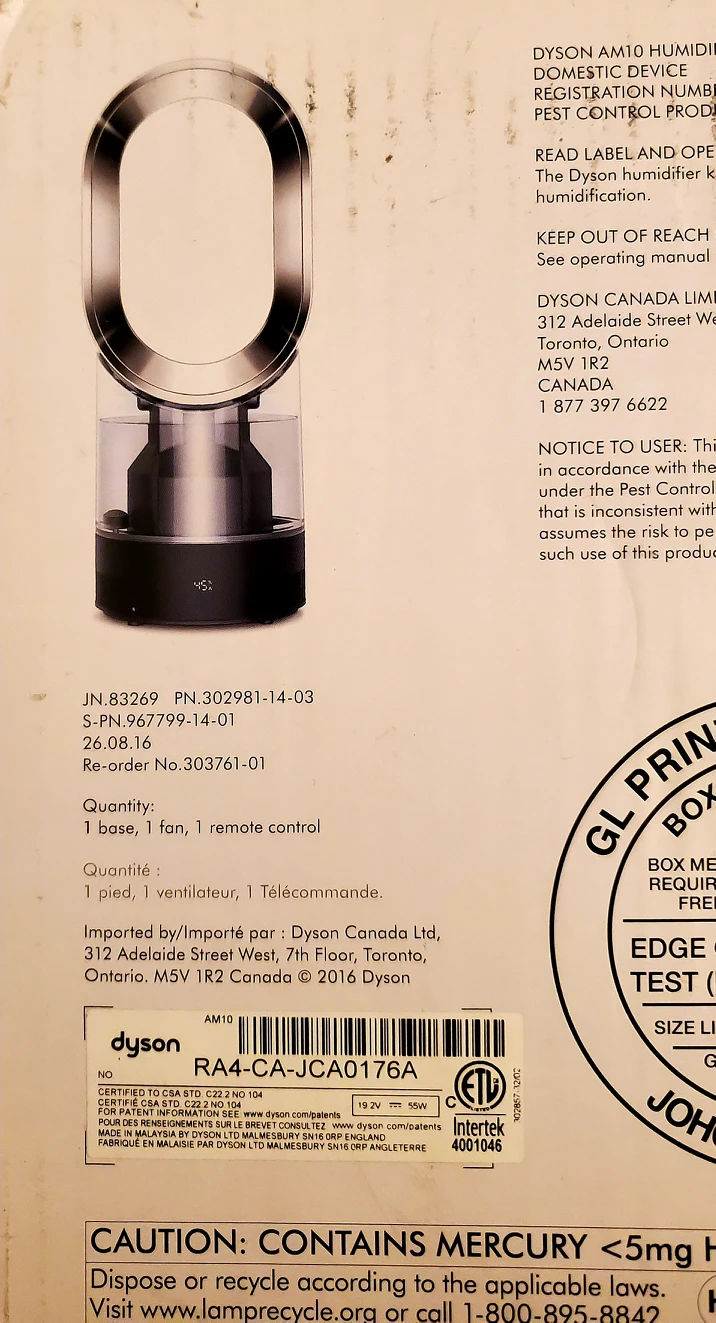 DYSON AM10 HUMIDI
DOMESTIC DEVICE
REGISTRATION NUMB
PEST CONTROL PROD
READ LABEL AND OPE
The Dyson humidifier k
humidification.
KEEP OUT OF REACH
See operating manual
DYSON CANADA LIMI
312 Adelaide Street We
Toronto, Ontario
M5V 1R2
CANADA
1 877 397 6622
NOTICE TO USER: Thi
in accordance with the
under the Pest Control
that is inconsistent with
assumes the risk to pe
such use of this produc
45%
JN.83269 PN.302981-14-03
S-PN.967799-14-01
26.08.16
Re-order No.303761-01
Quantity:
1 base, 1 fan, 1 remote control
Quantité :
1 pied, 1 ventilateur, 1 Télécommande.
Imported by/Importé par : Dyson Canada Ltd,
312 Adelaide Street West, 7th Floor, Toronto,
Ontario. M5V 1R2 Canada © 2016 Dyson
GL PRIN
BOX
BOX ME
REQUIR
FREI
EDGE
TEST (
SIZE LI
G
JOH
AM10
dyson
NO RA4-CA-JCA0176A
CERTIFIED TO CSA STD. C22.2 NO 104
CERTIFIÉ CSA STD. C22.2 NO 104
FOR PATENT INFORMATION SEE www.dyson.com/patents
19.2V ⎓ 55W
POUR DES RENSEIGNEMENTS SUR LE BREVET CONSULTEZ www.dyson.com/patents
MADE IN MALAYSIA BY DYSON LTD MALMESBURY SN16 0RP ENGLAND
FABRIQUÉ EN MALAISIE PAR DYSON LTD MALMESBURY SN16 0RP ANGLETERRE
C ETL
LISTED
Intertek
4001046
CAUTION: CONTAINS MERCURY <5mg H
Dispose or recycle according to the applicable laws.
Visit www.lamprecycle.org or call 1-800-895-8842